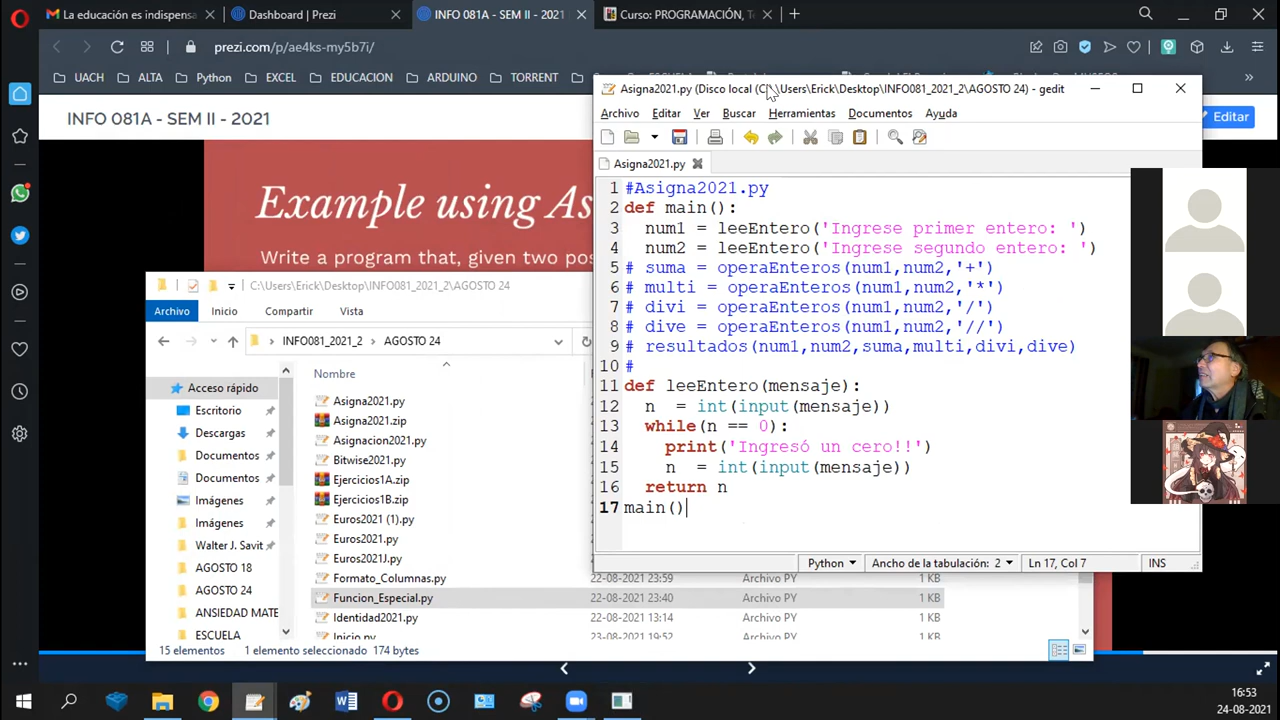 La educación es indispensa
Dashboard | Prezi
INFO 081A - SEM II - 2021
Curso: PROGRAMACIÓN, T
prezi.com/p/ae4ks-my5b7i/
UACH
ALTA
Python
EXCEL
EDUCACION
ARDUINO
TORRENT
INFO 081A - SEM II - 2021
Editar
Example using As
Write a program that, given two pos
Asigna2021.py (Disco local (C:\Users\Erick\Desktop\INFO081_2021_2\AGOSTO 24) - gedit
Archivo Editar Ver Buscar Herramientas Documentos Ayuda
Asigna2021.py
1 #Asigna2021.py
2 def main():
3 num1 = leeEntero('Ingrese primer entero: ')
4 num2 = leeEntero('Ingrese segundo entero: ')
5 # suma = operaEnteros(num1,num2,'+')
6 # multi = operaEnteros(num1,num2,'*')
7 # divi = operaEnteros(num1,num2,'/')
8 # dive = operaEnteros(num1,num2,'//')
9 # resultados(num1,num2,suma,multi,divi,dive)
10 #
11 def leeEntero(mensaje):
12 n = int(input(mensaje))
13 while(n == 0):
14 print('Ingresó un cero!!')
15 n = int(input(mensaje))
16 return n
17 main()
Python
Ancho de la tabulación: 2
Ln 17, Col 7
INS
C:\Users\Erick\Desktop\INFO081_2021_2\AGOSTO 24
Archivo Inicio Compartir Vista
INFO081_2021_2 > AGOSTO 24
Acceso rápido
Escritorio
Descargas
Documentos
Documentos
Imágenes
Imágenes
Walter J. Savit
AGOSTO 18
AGOSTO 24
ANSIEDAD MATE
ESCUELA
Nombre
Asigna2021.py
Asigna2021.zip
Asignacion2021.py
Bitwise2021.py
Ejercicios1A.zip
Ejercicios1B.zip
Euros2021 (1).py
Euros2021.py
Euros2021J.py
Formato_Columnas.py 22-08-2021 23:59 Archivo PY 1 KB
Funcion_Especial.py 22-08-2021 23:40 Archivo PY 1 KB
Identidad2021.py 22-08-2021 13:14 Archivo PY 1 KB
Inicio.py 23-08-2021 19:52 Archivo PY 1 KB
15 elementos 1 elemento seleccionado 174 bytes
16:53
24-08-2021